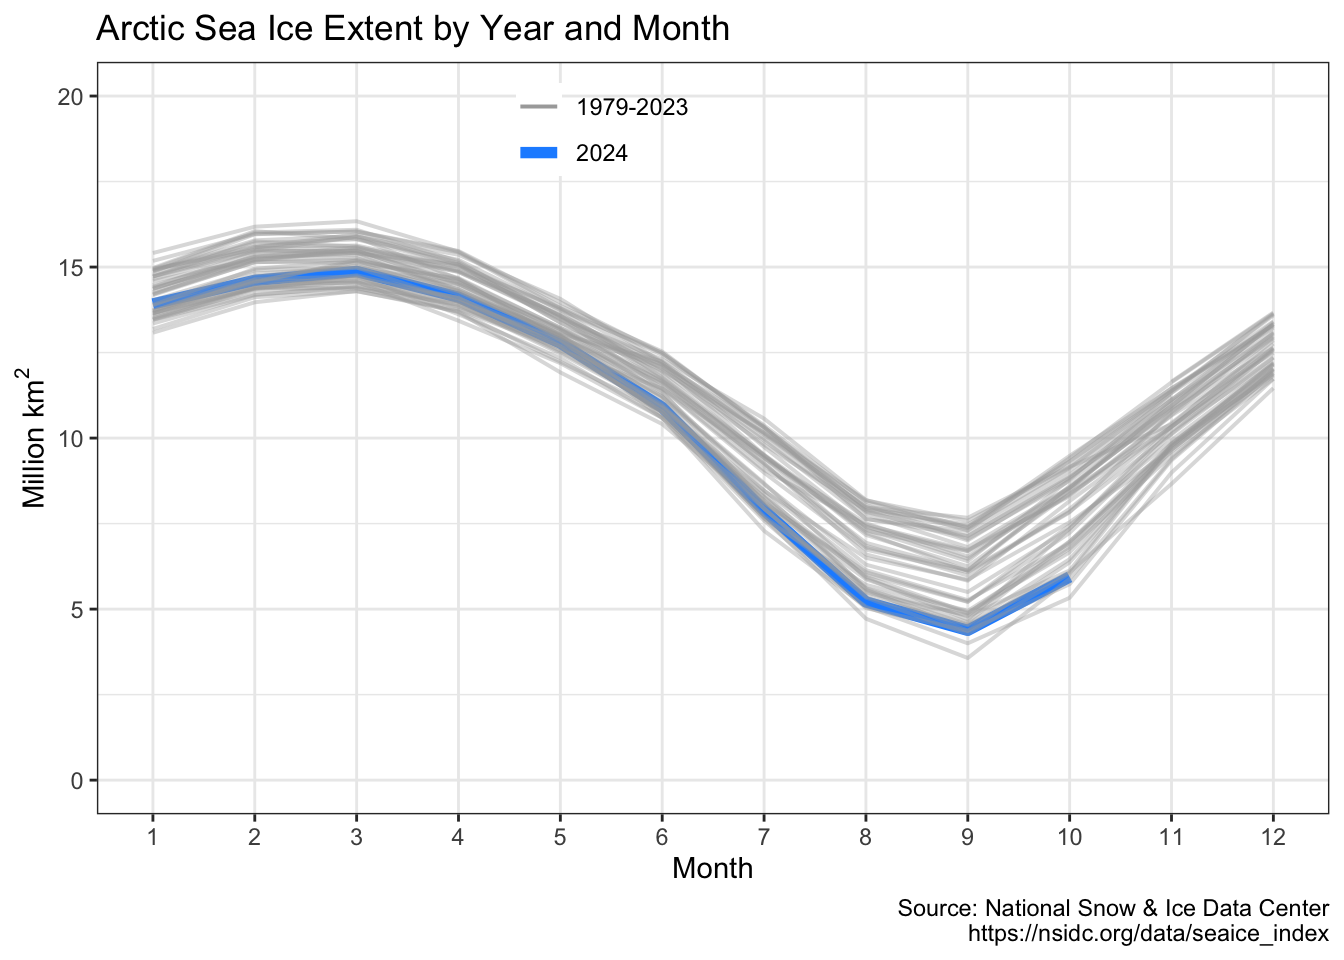 Arctic Sea Ice Extent by Year and Month
1979-2023
2024
20
15
10
5
0
Million km²
1 2 3 4 5 6 7 8 9 10 11 12
Month
Source: National Snow & Ice Data Center
https://nsidc.org/data/seaice_index